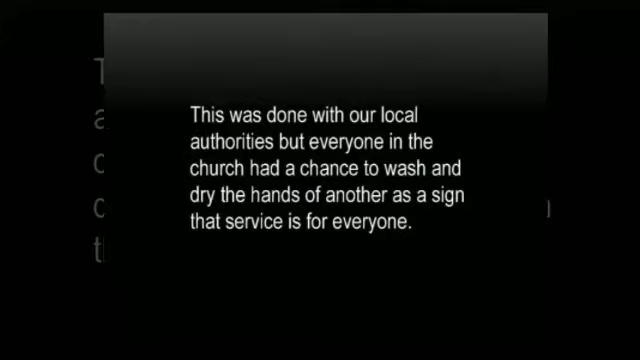 This was done with our local
authorities but everyone in the
church had a chance to wash and
dry the hands of another as a sign
that service is for everyone.